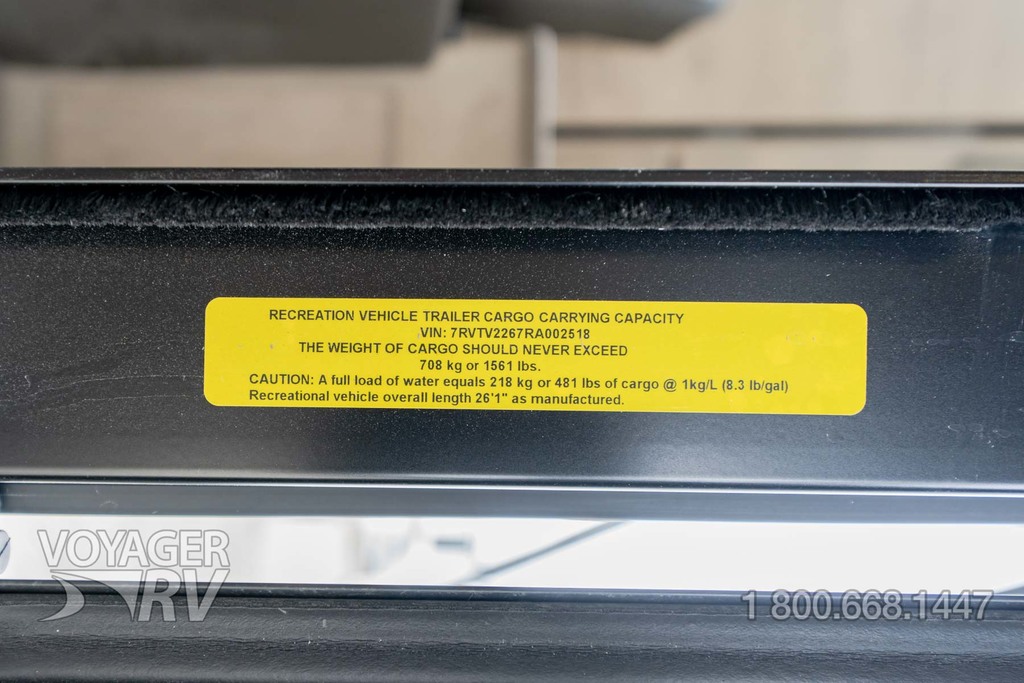 RECREATION VEHICLE TRAILER CARGO CARRYING CAPACITY
VIN: 7RVTV2267RA002518
THE WEIGHT OF CARGO SHOULD NEVER EXCEED
708 kg or 1561 lbs.
CAUTION: A full load of water equals 218 kg or 481 lbs of cargo @ 1kg/L (8.3 lb/gal)
Recreational vehicle overall length 26'1" as manufactured.
VOYAGER
RV
1 800.668.1447